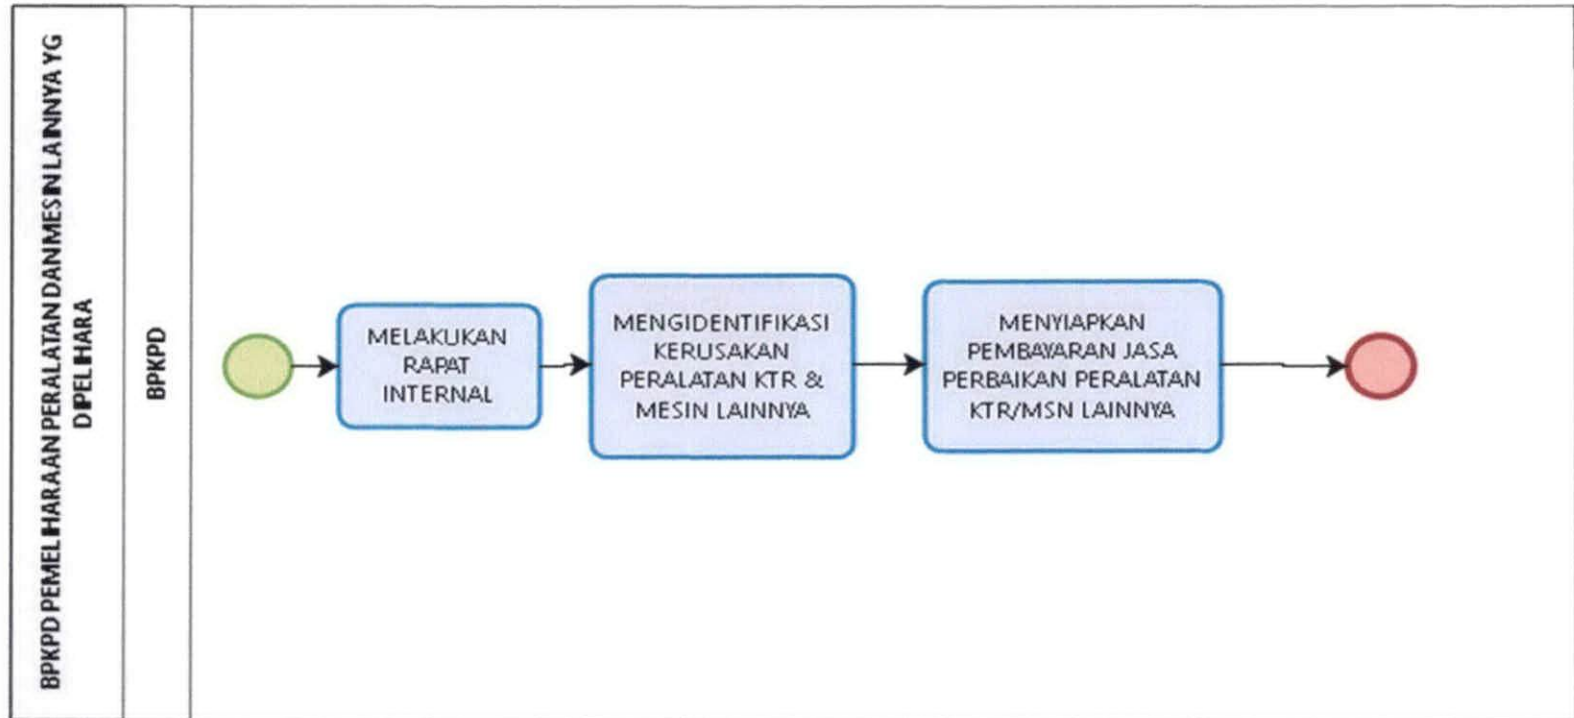 BPKPD PEMELIHARAAN PERALATAN DAN MESIN LAINNYA YG
DIPELIHARA
BPKPD
MELAKUKAN
RAPAT
INTERNAL
MENGIDENTIFIKASI
KERUSAKAN
PERALATAN KTR &
MESIN LAINNYA
MENYIAPKAN
PEMBAYARAN JASA
PERBAIKAN PERALATAN
KTR/MSN LAINNYA